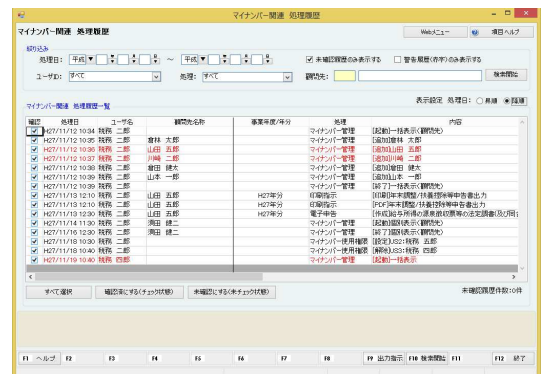 マイナンバー関連 処理履歴
マイナンバー関連 処理履歴 Webメニュー 項目ヘルプ
絞り込み
処理日： 平成 ～ 平成 未確認履歴のみ表示する 警告履歴(赤字)のみ表示する
ユーザID: すべて 処理: すべて 顧問先: 検索開始
マイナンバー関連 処理履歴一覧 表示設定 処理日： 昇順 降順
確認 処理日 ユーザ名 顧問先名称 事業年度/年分 処理 内容
H27/11/12 10:34 税務 二郎 マイナンバー管理 [起動]一括表示(顧問先)
H27/11/12 10:35 税務 二郎 倉林 太郎 マイナンバー管理 [追加]倉林 太郎
H27/11/12 10:36 税務 二郎 山田 五郎 マイナンバー管理 [追加]山田 五郎
H27/11/12 10:37 税務 二郎 川崎 二郎 マイナンバー管理 [追加]川崎 二郎
H27/11/12 10:38 税務 二郎 倉田 健太 マイナンバー管理 [追加]倉田 健太
H27/11/12 10:39 税務 二郎 山本 一郎 マイナンバー管理 [追加]山本 一郎
H27/11/12 10:39 税務 二郎 マイナンバー管理 [終了]一括表示(顧問先)
H27/11/13 12:10 税務 二郎 山田 五郎 H27年分 印刷指示 [印刷]年末調整/扶養控除等申告書出力
H27/11/13 12:10 税務 二郎 山田 五郎 H27年分 印刷指示 [PDF]年末調整/扶養控除等申告書出力
H27/11/13 12:30 税務 二郎 山田 五郎 H27年分 電子申告 [作成]給与所得の源泉徴収票等の法定調書(及び同
H27/11/14 11:30 税務 二郎 濱田 健二 マイナンバー管理 [起動]個別表示(顧問先)
H27/11/16 12:30 税務 二郎 濱田 健二 マイナンバー管理 [終了]個別表示(顧問先)
H27/11/18 10:30 税務 二郎 マイナンバー使用権限 [設定]US2:税務 五郎
H27/11/18 10:40 税務 二郎 マイナンバー使用権限 [解除]US3:税務 四郎
H27/11/19 10:40 税務 四郎 マイナンバー管理 [起動]一括表示
すべて選択 確認済にする(チェック状態) 未確認にする(未チェック状態) 未確認履歴件数:0件
F1 ヘルプ F2 F3 F4 F5 F6 F7 F8 F9 出力指示 F10 検索開始 F11 F12 終了